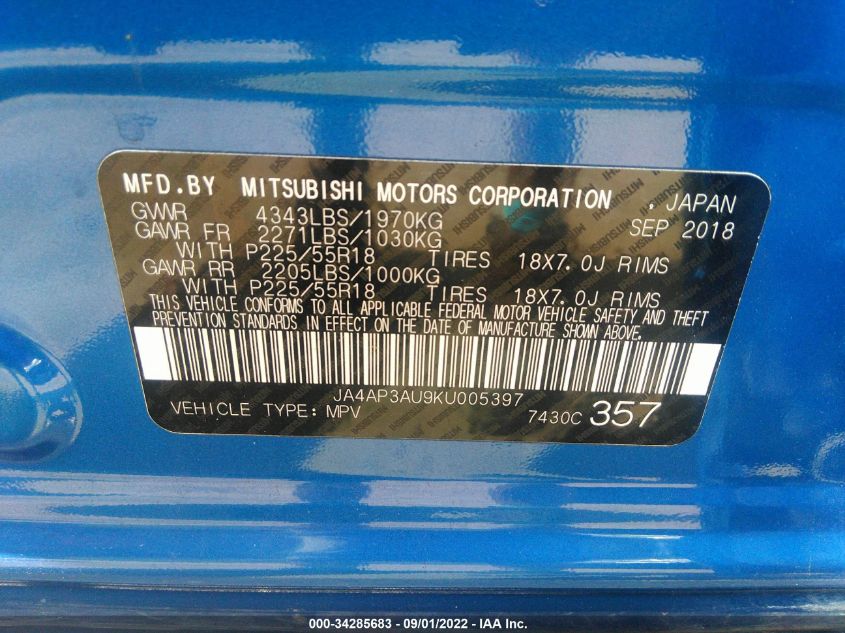 MFD.BY MITSUBISHI MOTORS CORPORATION , JAPAN
GVWR 4343LBS/1970KG SEP 2018
GAWR FR 2271LBS/1030KG
WITH P225/55R18 TIRES 18X7.0J RIMS
GAWR RR 2205LBS/1000KG
WITH P225/55R18 TIRES 18X7.0J RIMS
THIS VEHICLE CONFORMS TO ALL APPLICABLE FEDERAL MOTOR VEHICLE SAFETY AND THEFT
PREVENTION STANDARDS IN EFFECT ON THE DATE OF MANUFACTURE SHOWN ABOVE.
JA4AP3AU9KU005397
VEHICLE TYPE: MPV 7430C 357
000-34285683 - 09/01/2022 - IAA Inc.